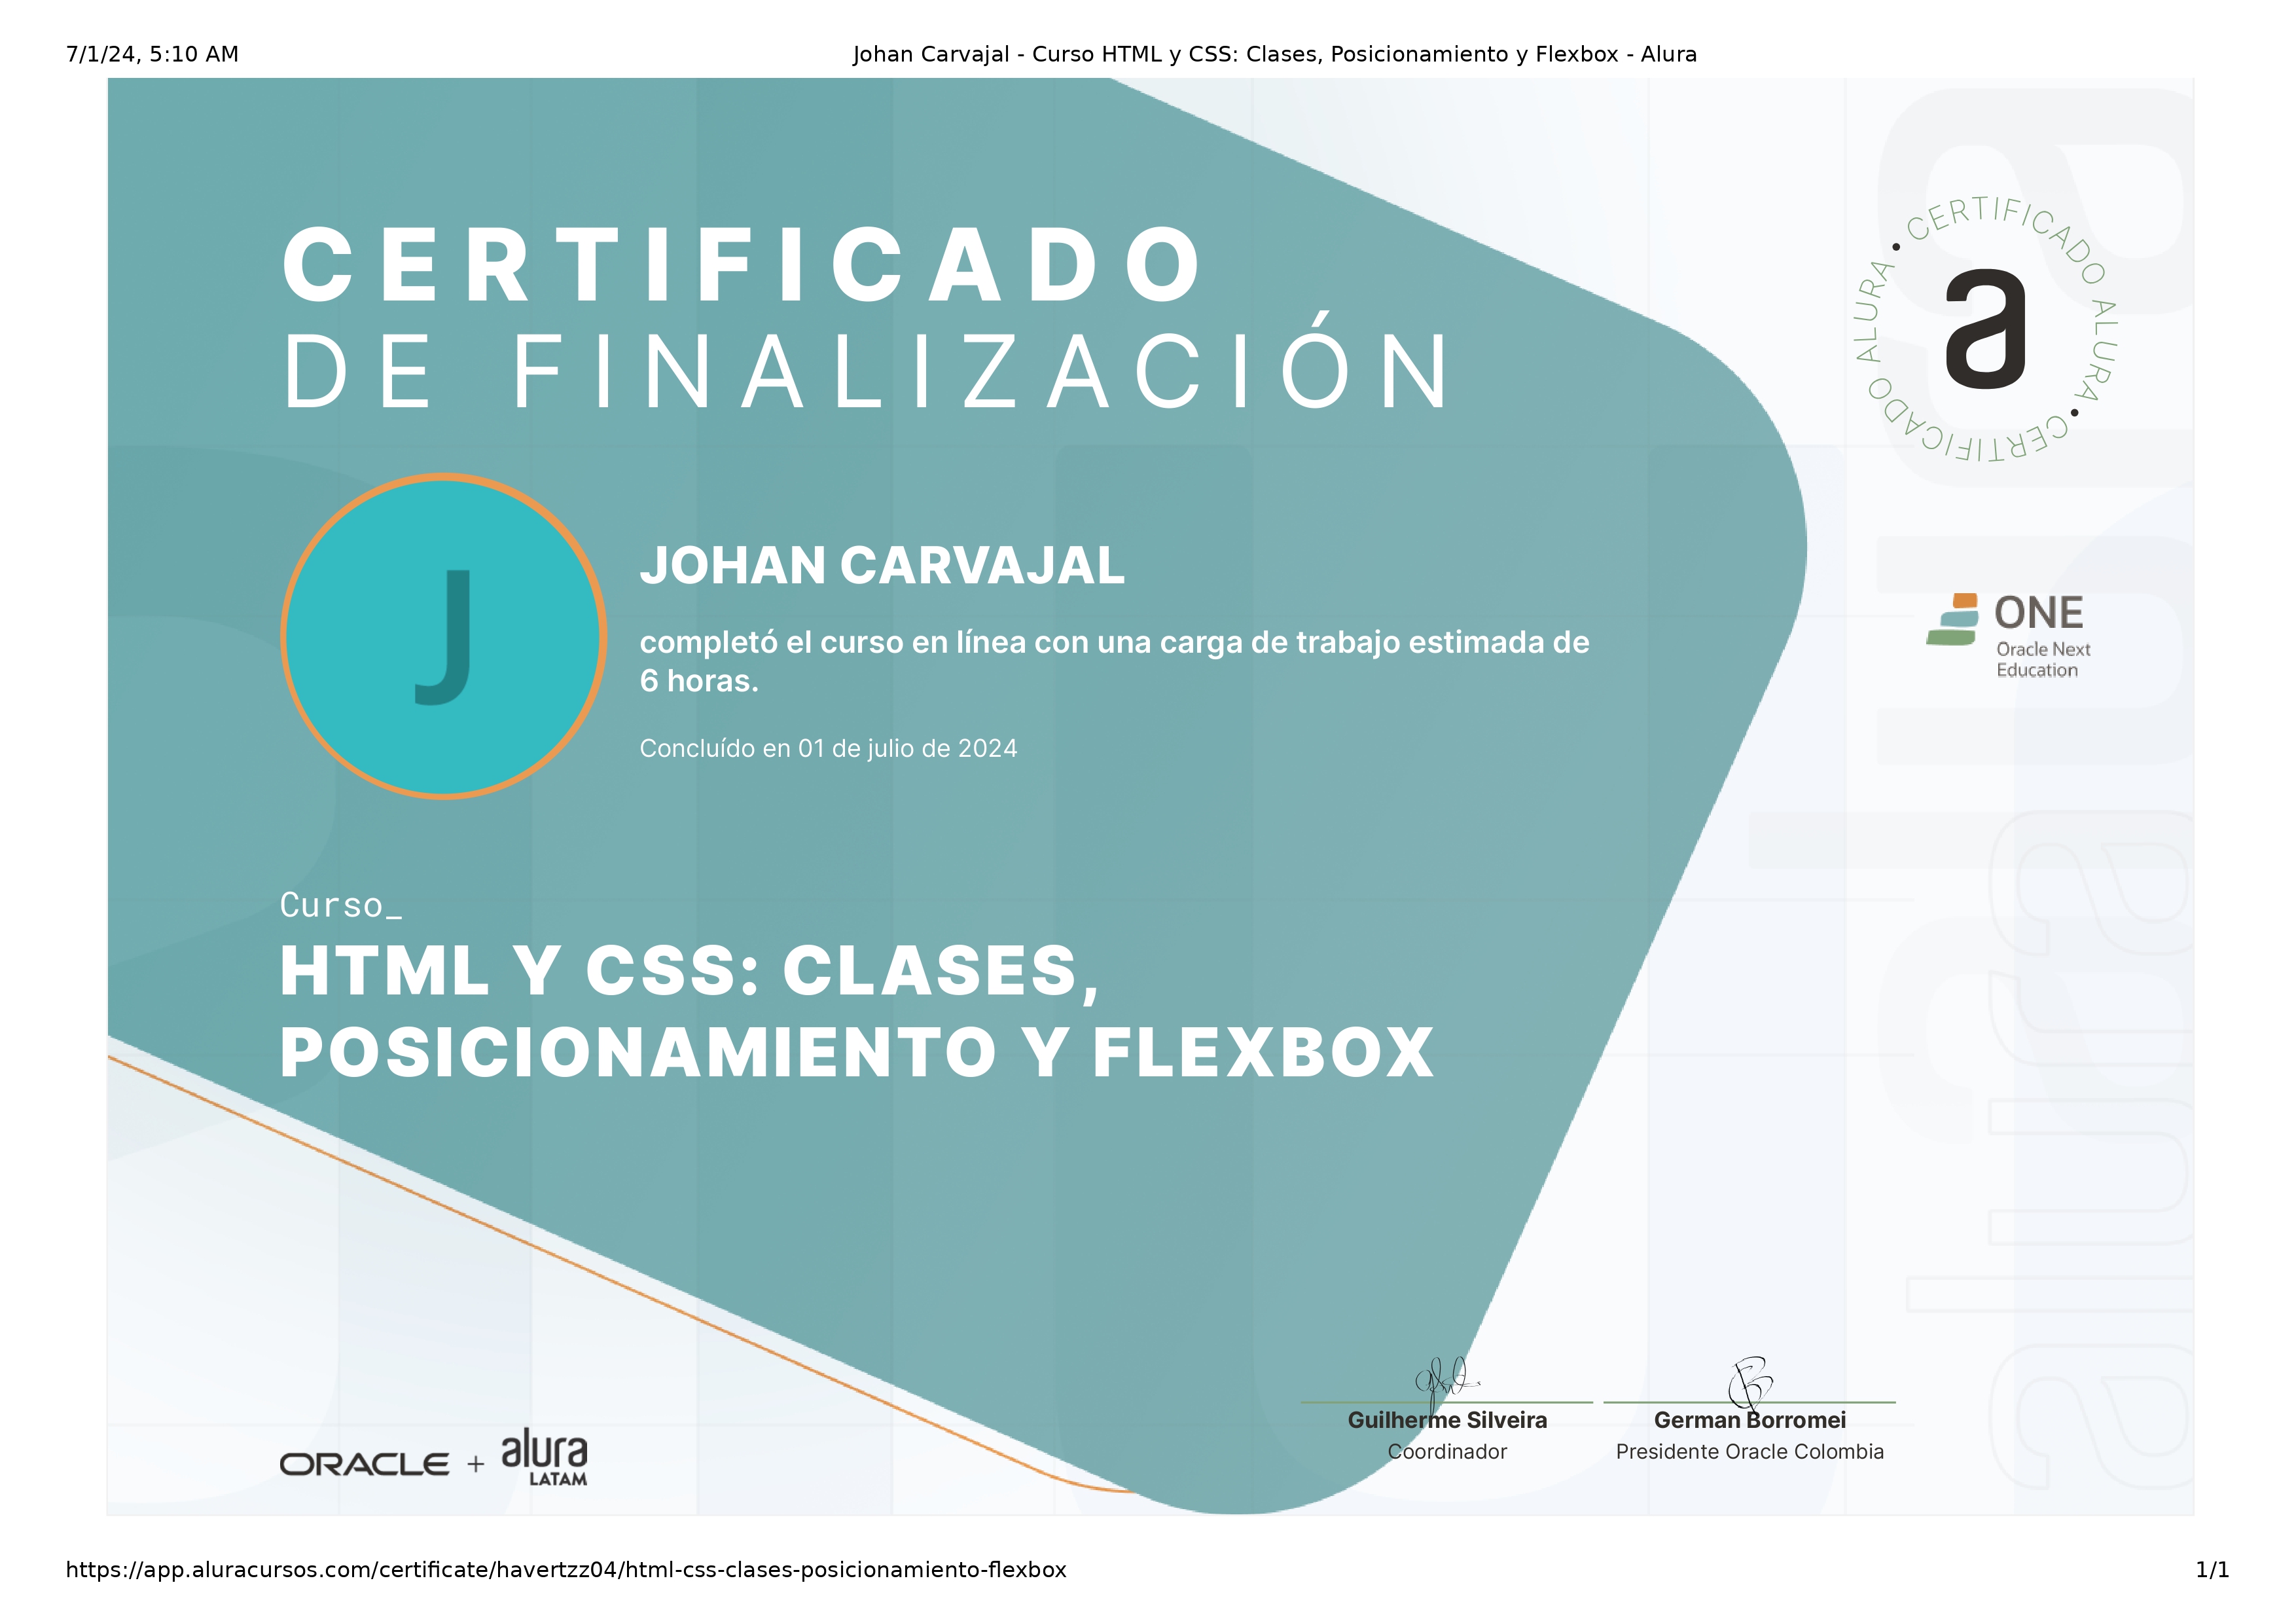 7/1/24, 5:10 AM
Johan Carvajal - Curso HTML y CSS: Clases, Posicionamiento y Flexbox - Alura
CERTIFICADO
DE FINALIZACIÓN
• CERTIFICADO ALURA • CERTIFICADO ALURA
a
J
JOHAN CARVAJAL
completó el curso en línea con una carga de trabajo estimada de
6 horas.
Concluído en 01 de julio de 2024
ONE
Oracle Next
Education
Curso_
HTML Y CSS: CLASES,
POSICIONAMIENTO Y FLEXBOX
alura
Guilherme Silveira
Coordinador
German Borromei
Presidente Oracle Colombia
ORACLE + alura
LATAM
https://app.aluracursos.com/certificate/havertzz04/html-css-clases-posicionamiento-flexbox
1/1